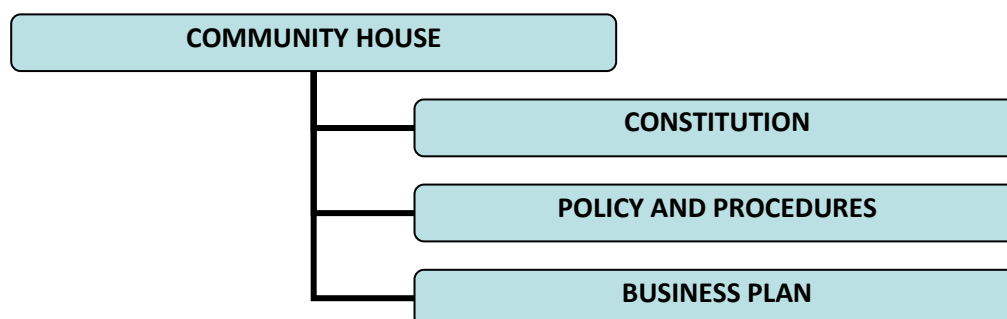 COMMUNITY HOUSE
CONSTITUTION
POLICY AND PROCEDURES
BUSINESS PLAN